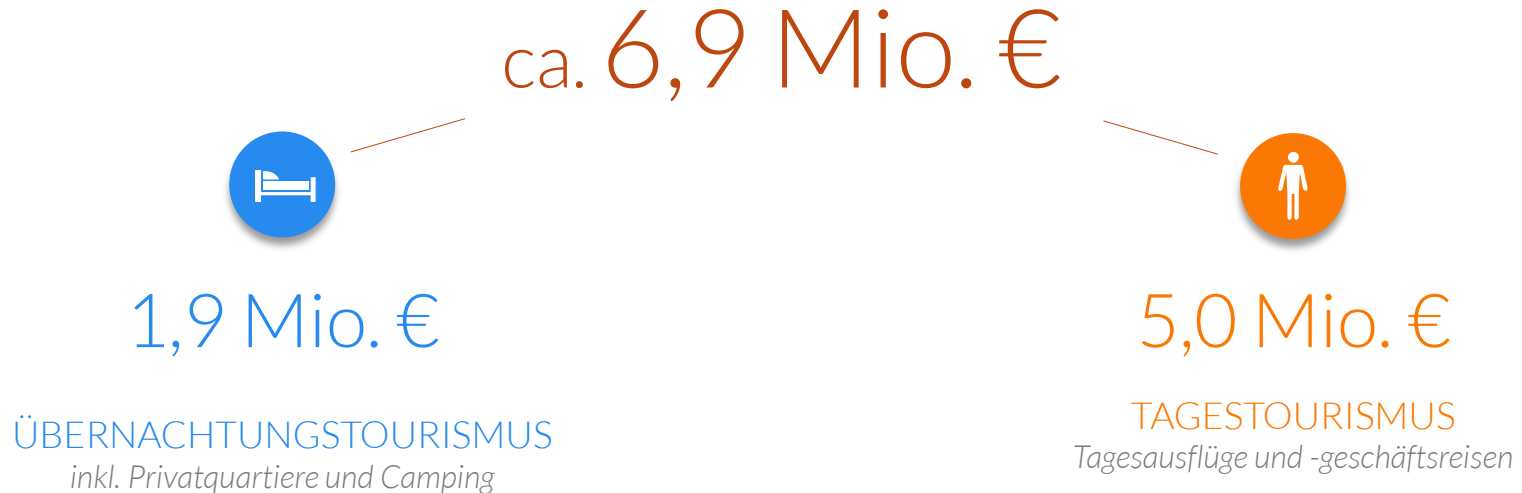 ca. 6,9 Mio. €
1,9 Mio. €
ÜBERNACHTUNGSTOURISMUS
inkl. Privatquartiere und Camping
5,0 Mio. €
TAGESTOURISMUS
Tagesausflüge und -geschäftsreisen